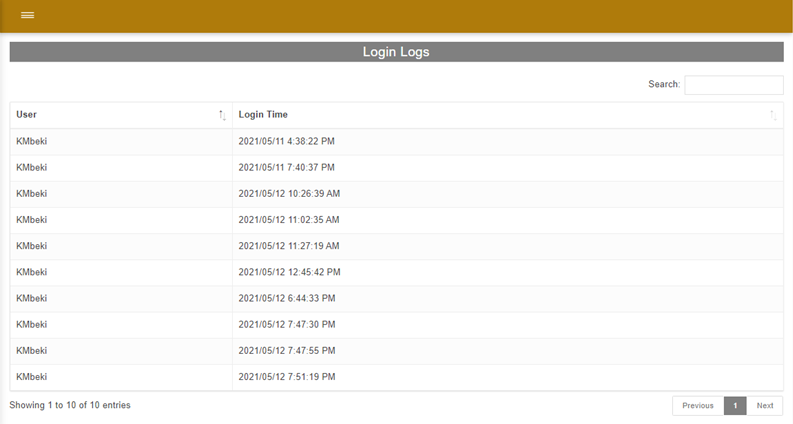 Login Logs
Search:
User Login Time
KMbeki 2021/05/11 4:38:22 PM
KMbeki 2021/05/11 7:40:37 PM
KMbeki 2021/05/12 10:26:39 AM
KMbeki 2021/05/12 11:02:35 AM
KMbeki 2021/05/12 11:27:19 AM
KMbeki 2021/05/12 12:45:42 PM
KMbeki 2021/05/12 6:44:33 PM
KMbeki 2021/05/12 7:47:30 PM
KMbeki 2021/05/12 7:47:55 PM
KMbeki 2021/05/12 7:51:19 PM
Showing 1 to 10 of 10 entries Previous 1 Next